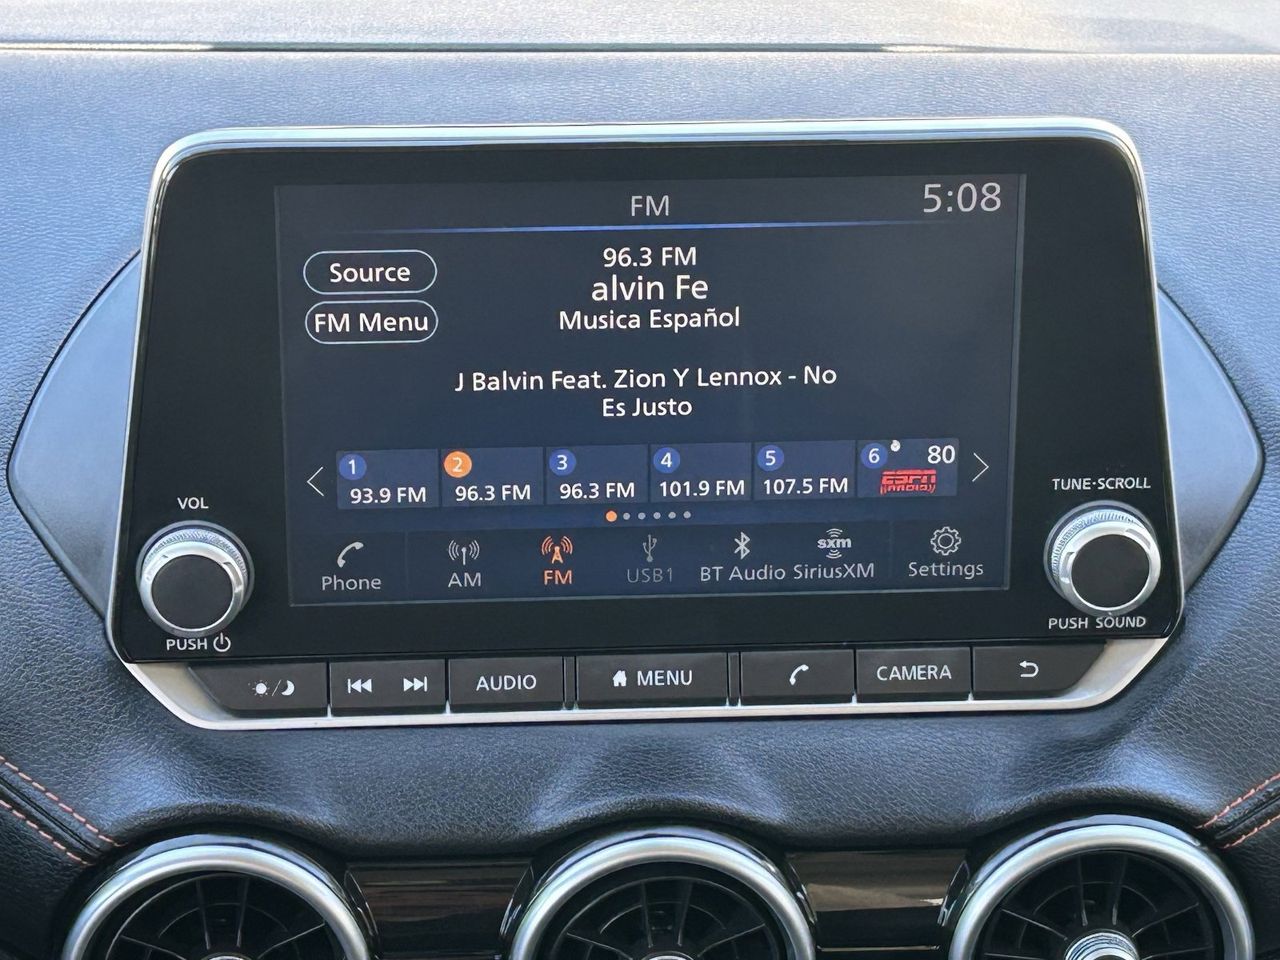 FM
5:08
96.3 FM
Source
alvin Fe
FM Menu
Musica Español
J Balvin Feat. Zion Y Lennox - No
Es Justo
1 2 3 4 5 6 80
93.9 FM 96.3 FM 96.3 FM 101.9 FM 107.5 FM ESPN
VOL
TUNE·SCROLL
sxm
Phone AM FM USB1 BT Audio SiriusXM Settings
PUSH
PUSH SOUND
AUDIO MENU CAMERA